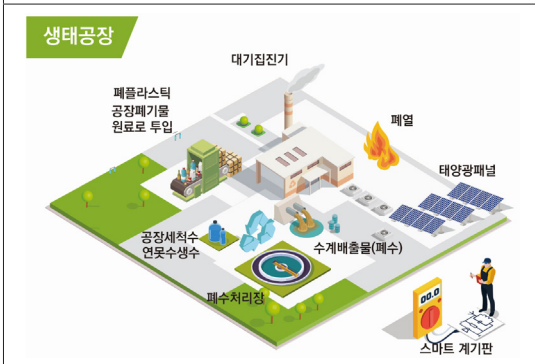 생태공장
대기집진기
폐플라스틱
공장폐기물
원료로 투입
폐열
태양광패널
공장세척수
연못수생수
수계배출물(폐수)
폐수처리장
00.0
스마트 계기판